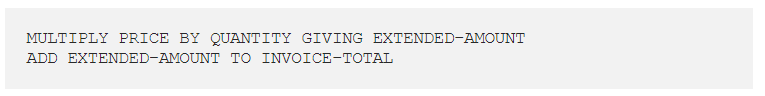 MULTIPLY PRICE BY QUANTITY GIVING EXTENDED-AMOUNT
ADD EXTENDED-AMOUNT TO INVOICE-TOTAL